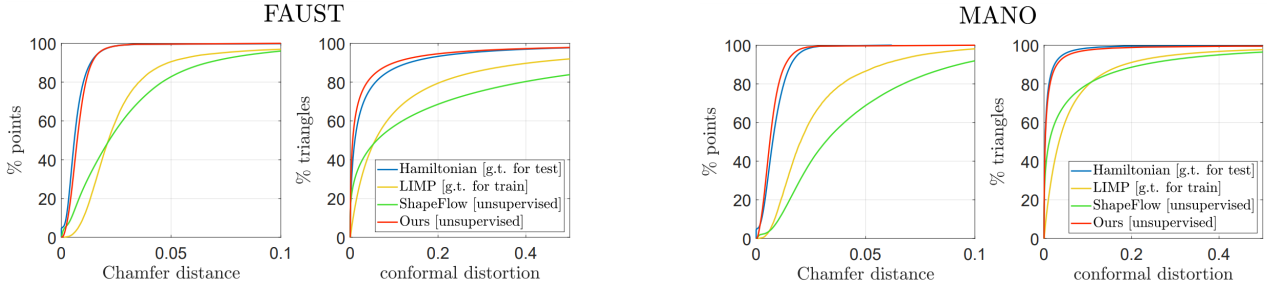 FAUST
100
80
60
40
20
0
% points
0
0.05
0.1
Chamfer distance
100
80
60
40
20
0
% triangles
0
0.2
0.4
conformal distortion
Hamiltonian [g.t. for test]
LIMP [g.t. for train]
ShapeFlow [unsupervised]
Ours [unsupervised]
MANO
100
80
60
40
20
0
% points
0
0.05
0.1
Chamfer distance
100
80
60
40
20
0
% triangles
0
0.2
0.4
conformal distortion
Hamiltonian [g.t. for test]
LIMP [g.t. for train]
ShapeFlow [unsupervised]
Ours [unsupervised]